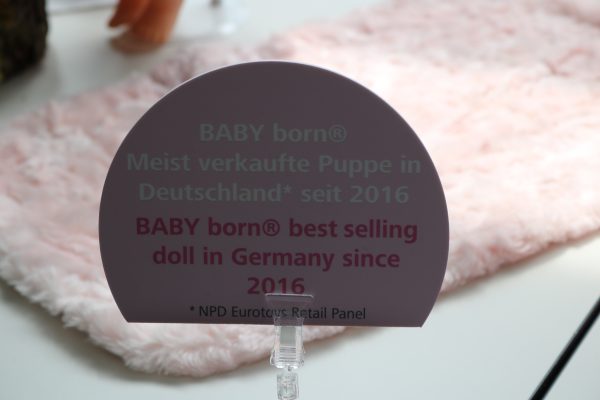 BABY born®
Meist verkaufte Puppe in
Deutschland* seit 2016
BABY born® best selling
doll in Germany since
2016
* NPD Eurotoys Retail Panel